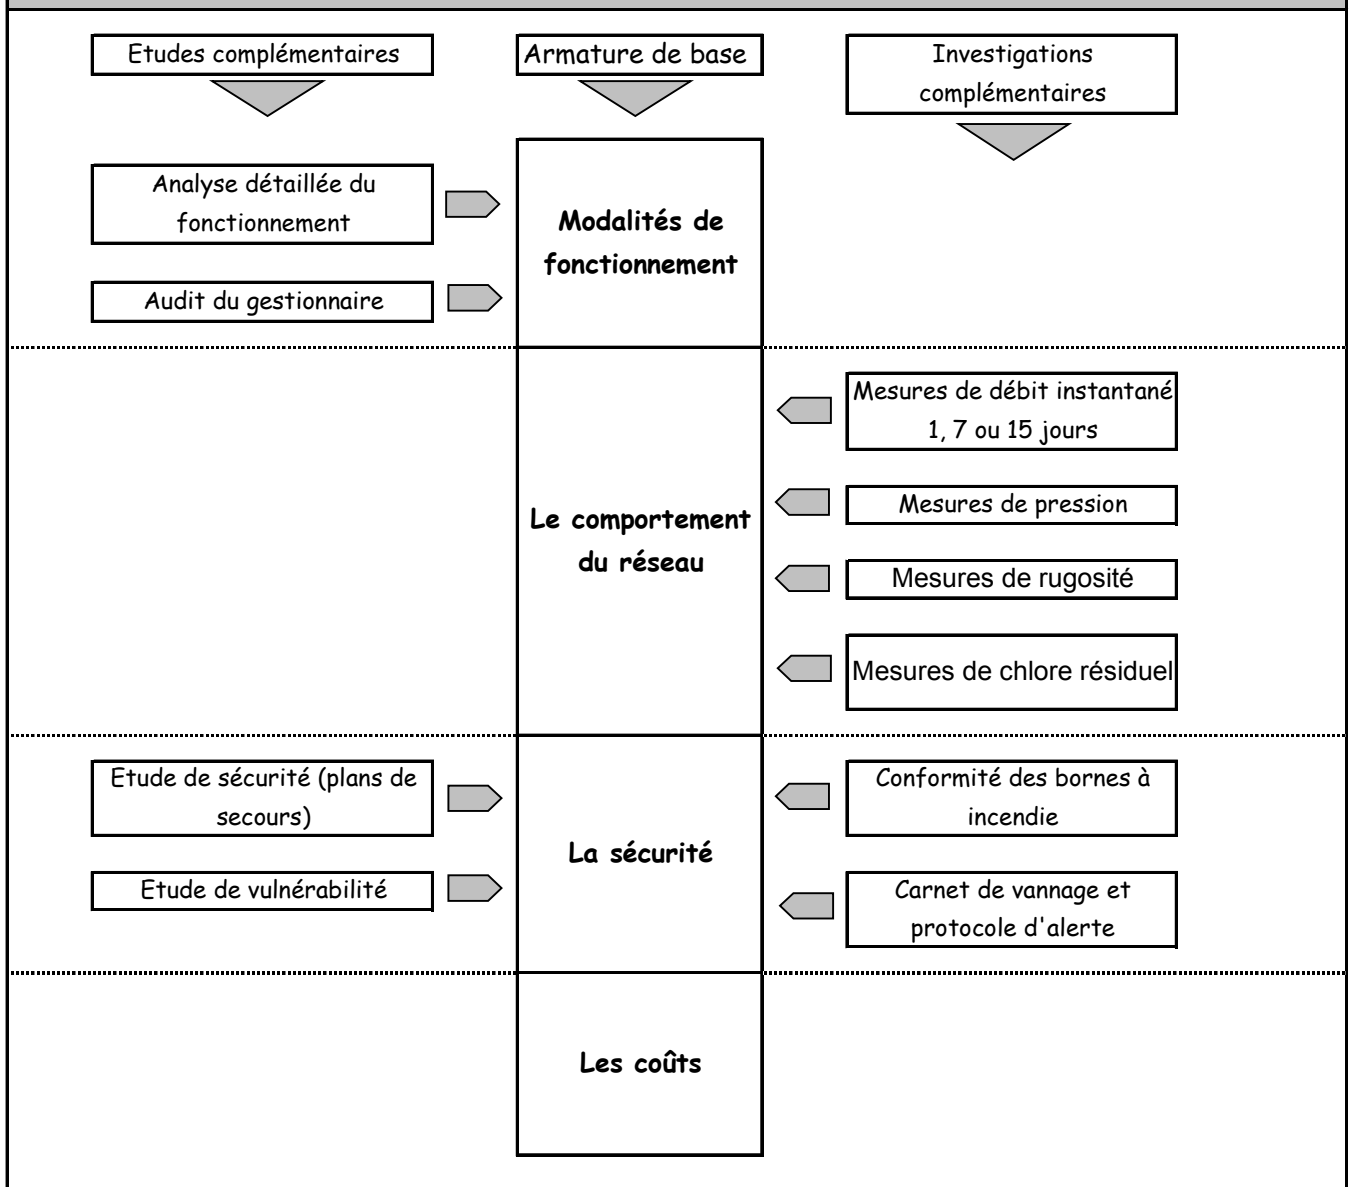 Etudes complémentaires
Armature de base
Investigations
complémentaires
Analyse détaillée du
fonctionnement
Audit du gestionnaire
Modalités de
fonctionnement
Le comportement
du réseau
Mesures de débit instantané
1, 7 ou 15 jours
Mesures de pression
Mesures de rugosité
Mesures de chlore résiduel
Etude de sécurité (plans de
secours)
Etude de vulnérabilité
La sécurité
Conformité des bornes à
incendie
Carnet de vannage et
protocole d'alerte
Les coûts